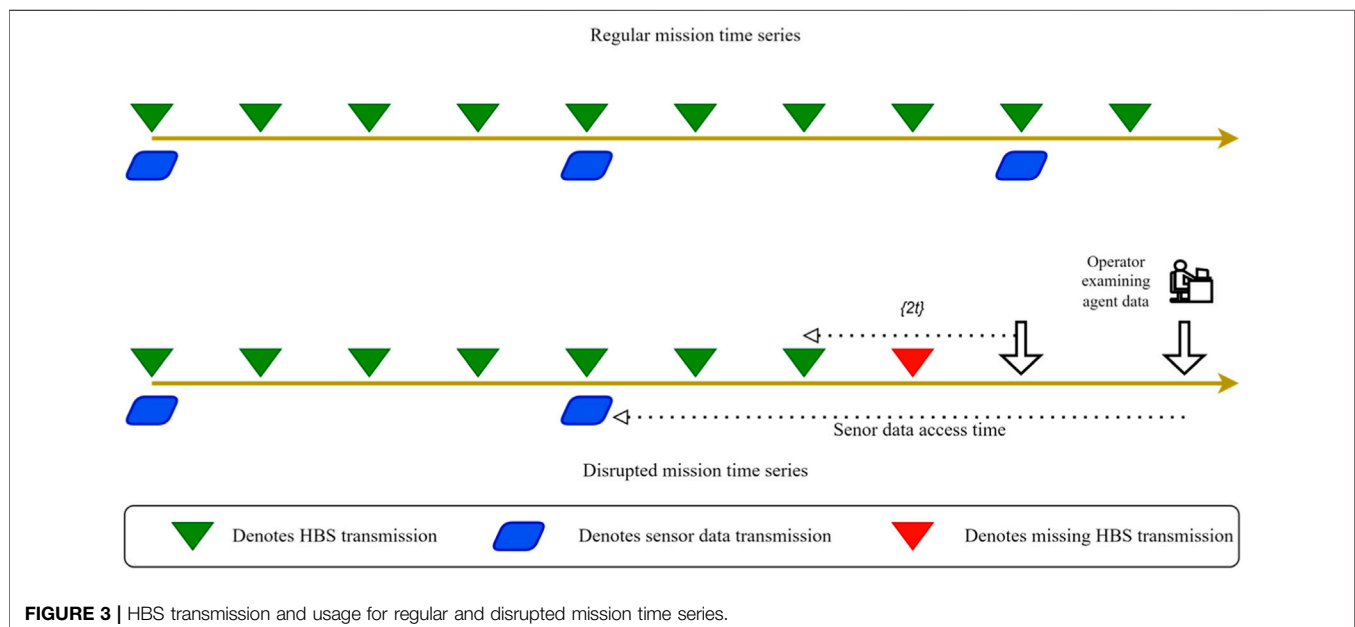 Regular mission time series
Operator
examining
agent data
{2t}
Senor data access time
Disrupted mission time series
Denotes HBS transmission
Denotes sensor data transmission
Denotes missing HBS transmission
FIGURE 3 | HBS transmission and usage for regular and disrupted mission time series.